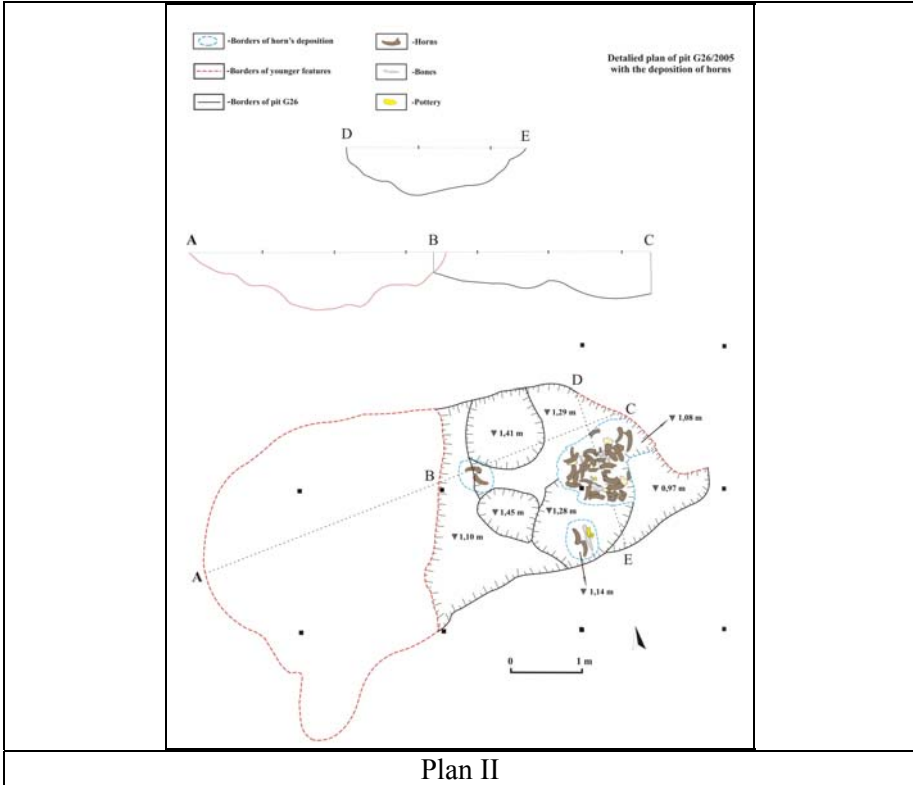 -Borders of horn's deposition
-Horns
Detalied plan of pit G26/2005
with the deposition of horns
-Borders of younger features
-Bones
-Borders of pit G26
-Pottery
D
E
A
B
C
D
C
▼ 1,29 m
▼ 1,08 m
▼ 1,41 m
B
▼ 0,97 m
▼ 1,45 m
▼ 1,28 m
▼ 1,10 m
E
A
▼ 1,14 m
0
1 m
Plan II